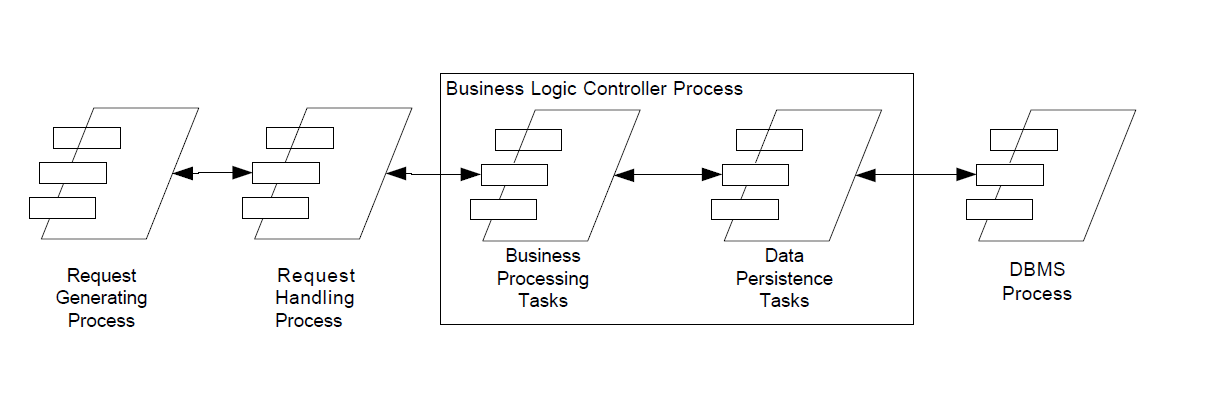 Business Logic Controller Process
Request
Generating
Process
Request
Handling
Process
Business
Processing
Tasks
Data
Persistence
Tasks
DBMS
Process